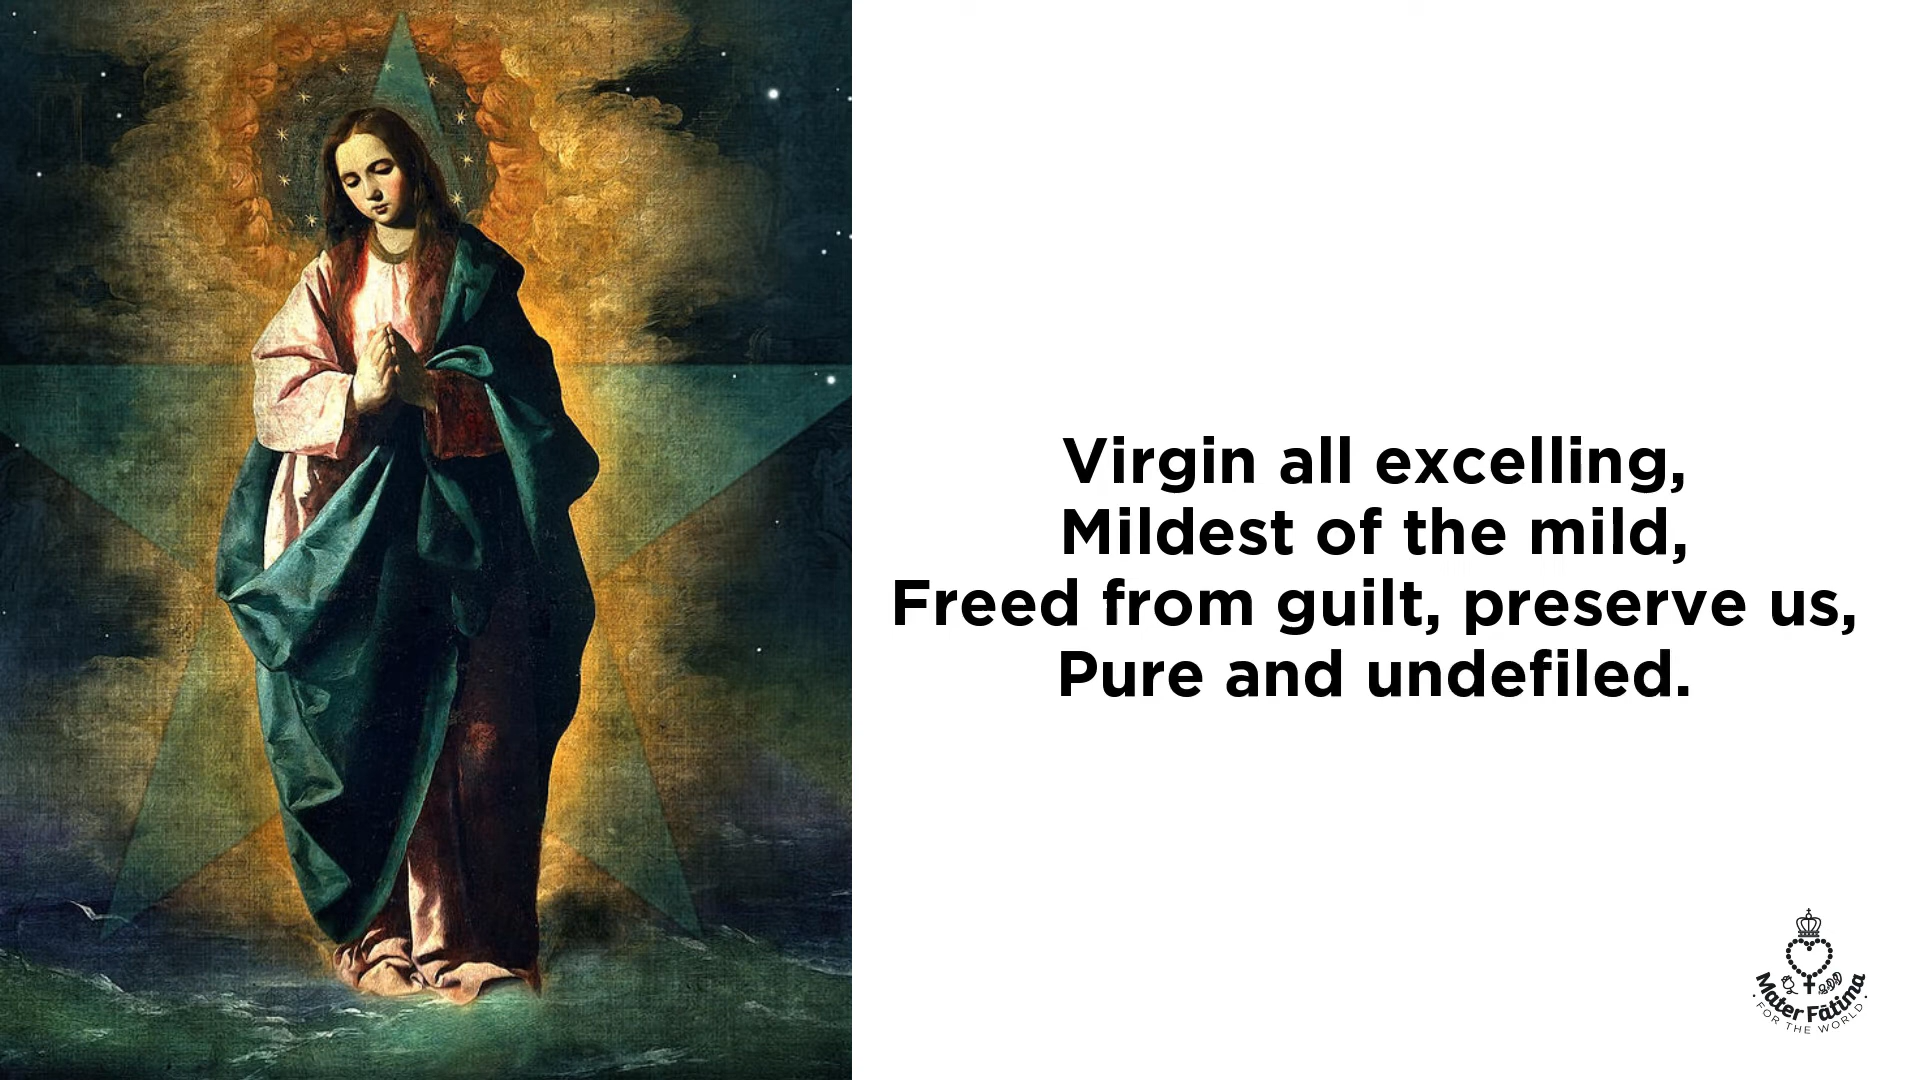 Virgin all excelling,
Mildest of the mild,
Freed from guilt, preserve us,
Pure and undefiled.
Mater Fátima
• FOR THE WORLD •